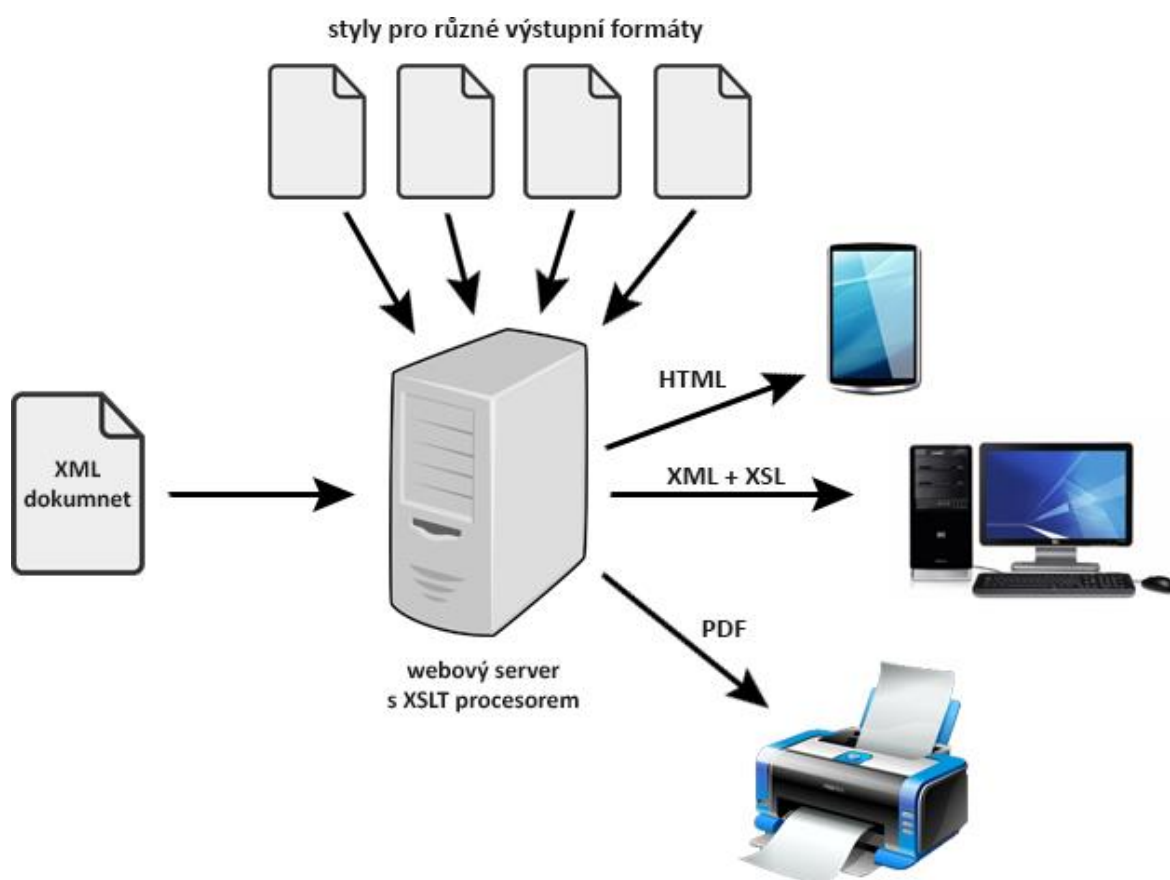 styly pro různé výstupní formáty
HTML
XML
dokumnet
XML + XSL
PDF
webový server
s XSLT procesorem